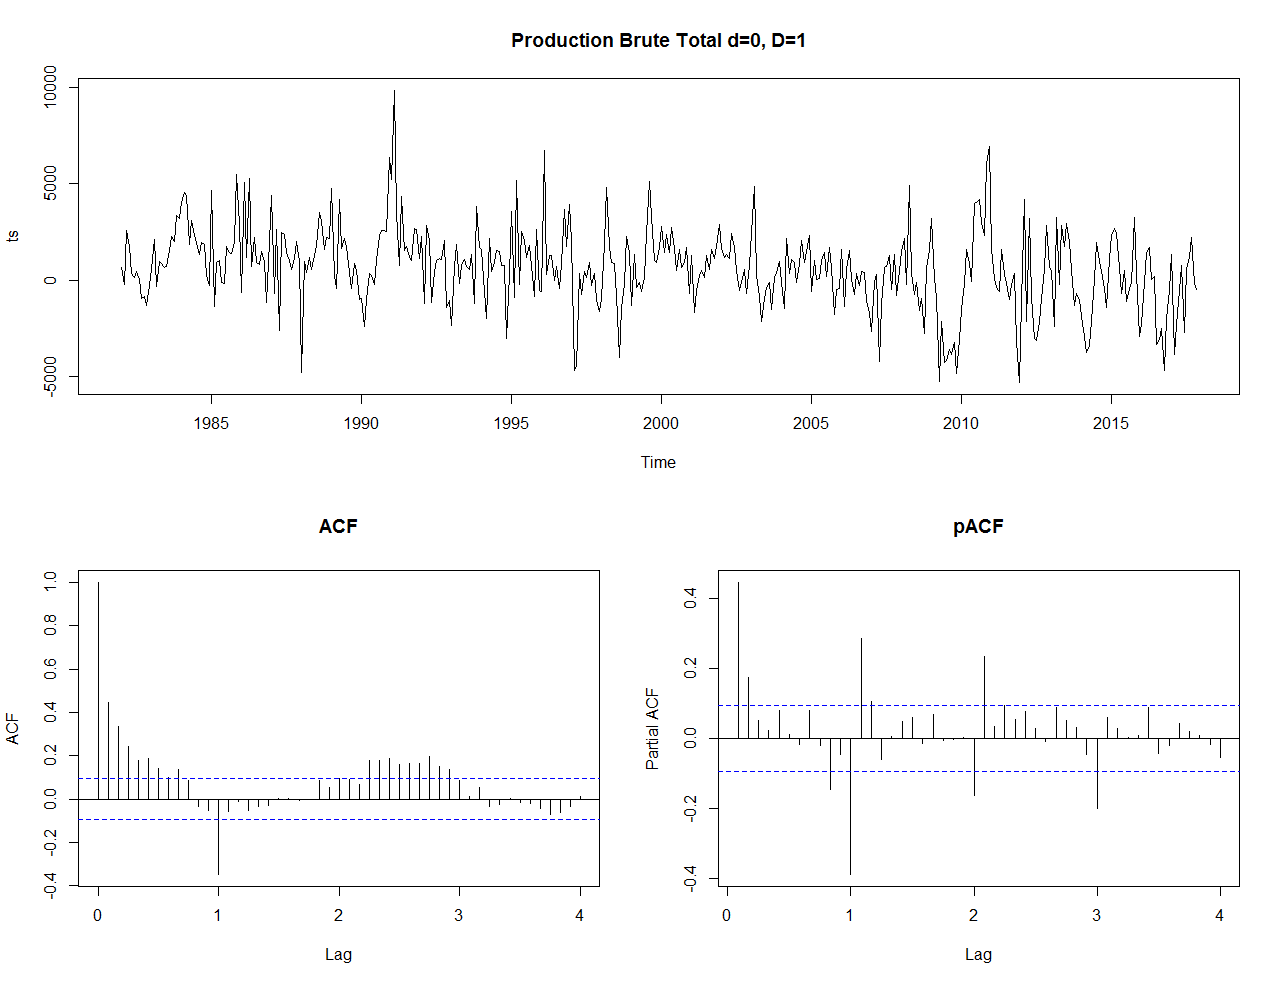 Production Brute Total d=0, D=1
ts
10000
5000
0
-5000
1985 1990 1995 2000 2005 2010 2015
Time
ACF
ACF
1.0
0.8
0.6
0.4
0.2
0.0
-0.2
-0.4
0 1 2 3 4
Lag
pACF
Partial ACF
0.4
0.2
0.0
-0.2
-0.4
0 1 2 3 4
Lag